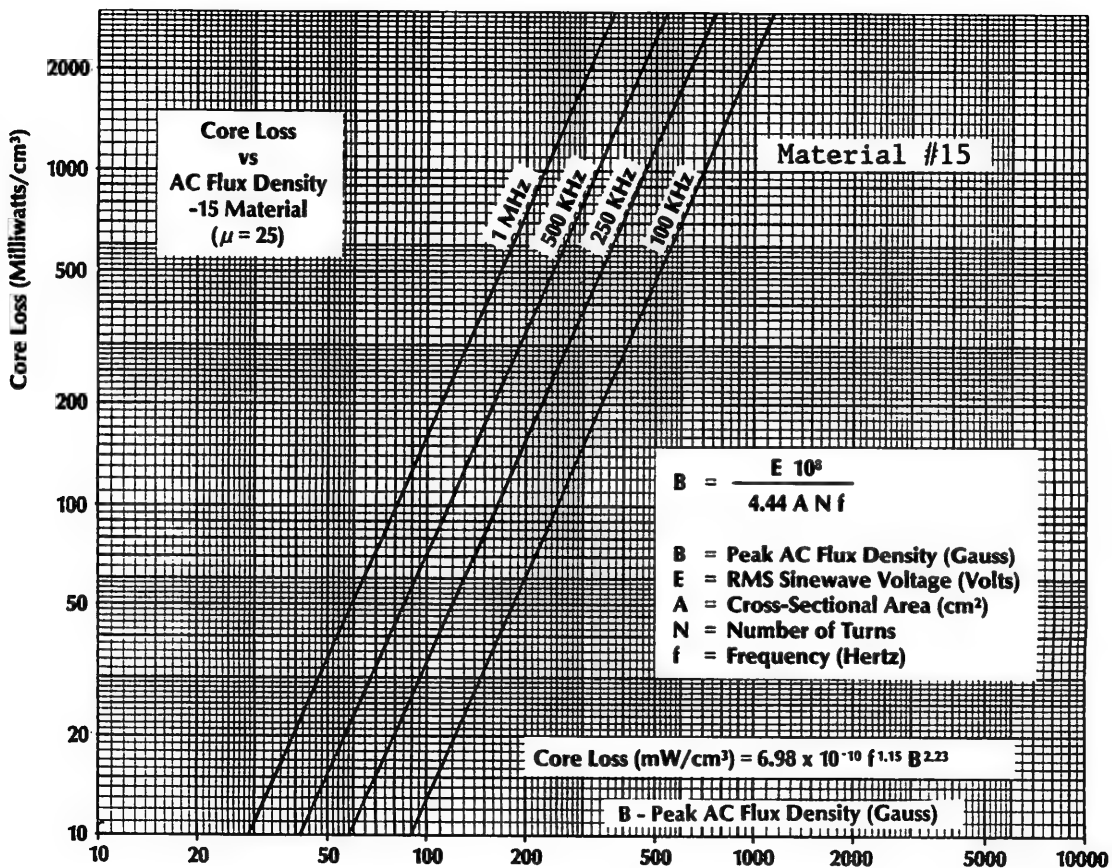 Core Loss
vs
AC Flux Density
-15 Material
(μ = 25)
Material #15
Core Loss (Milliwatts/cm³)
2000
1000
500
200
100
50
20
10
1 MHz
500 KHz
250 KHz
100 KHz
B = E 10⁸ / 4.44 A N f
B = Peak AC Flux Density (Gauss)
E = RMS Sinewave Voltage (Volts)
A = Cross-Sectional Area (cm²)
N = Number of Turns
f = Frequency (Hertz)
Core Loss (mW/cm³) = 6.98 x 10⁻¹⁰ f¹·¹⁵ B²·²³
B - Peak AC Flux Density (Gauss)
10 20 50 100 200 500 1000 2000 5000 10000